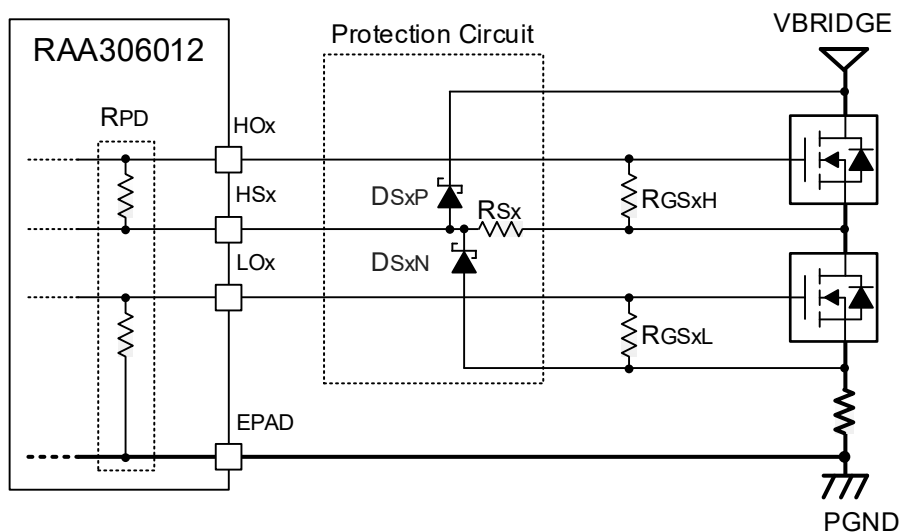 VBRIDGE
Protection Circuit
RAA306012
RPD
HOx
HSx
DSxP
RSx
RGSxH
LOx
DSxN
RGSxL
EPAD
PGND